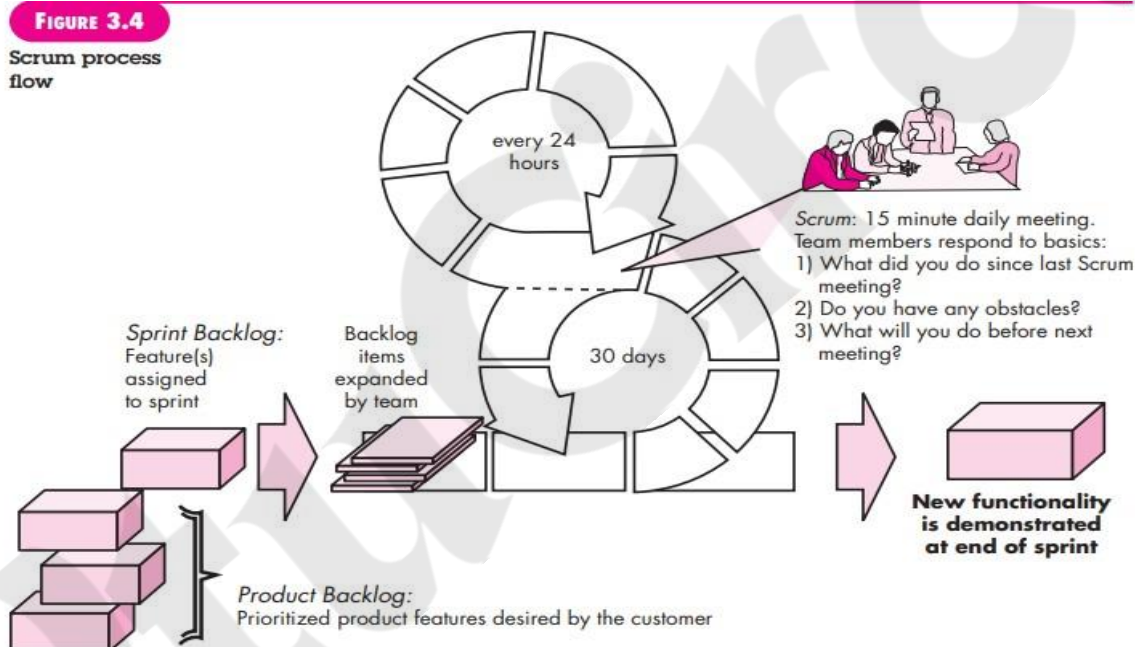 FIGURE 3.4
Scrum process
flow
every 24
hours
Scrum: 15 minute daily meeting.
Team members respond to basics:
1) What did you do since last Scrum
meeting?
2) Do you have any obstacles?
3) What will you do before next
meeting?
Sprint Backlog:
Feature(s)
assigned
to sprint
Backlog
items
expanded
by team
30 days
New functionality
is demonstrated
at end of sprint
Product Backlog:
Prioritized product features desired by the customer